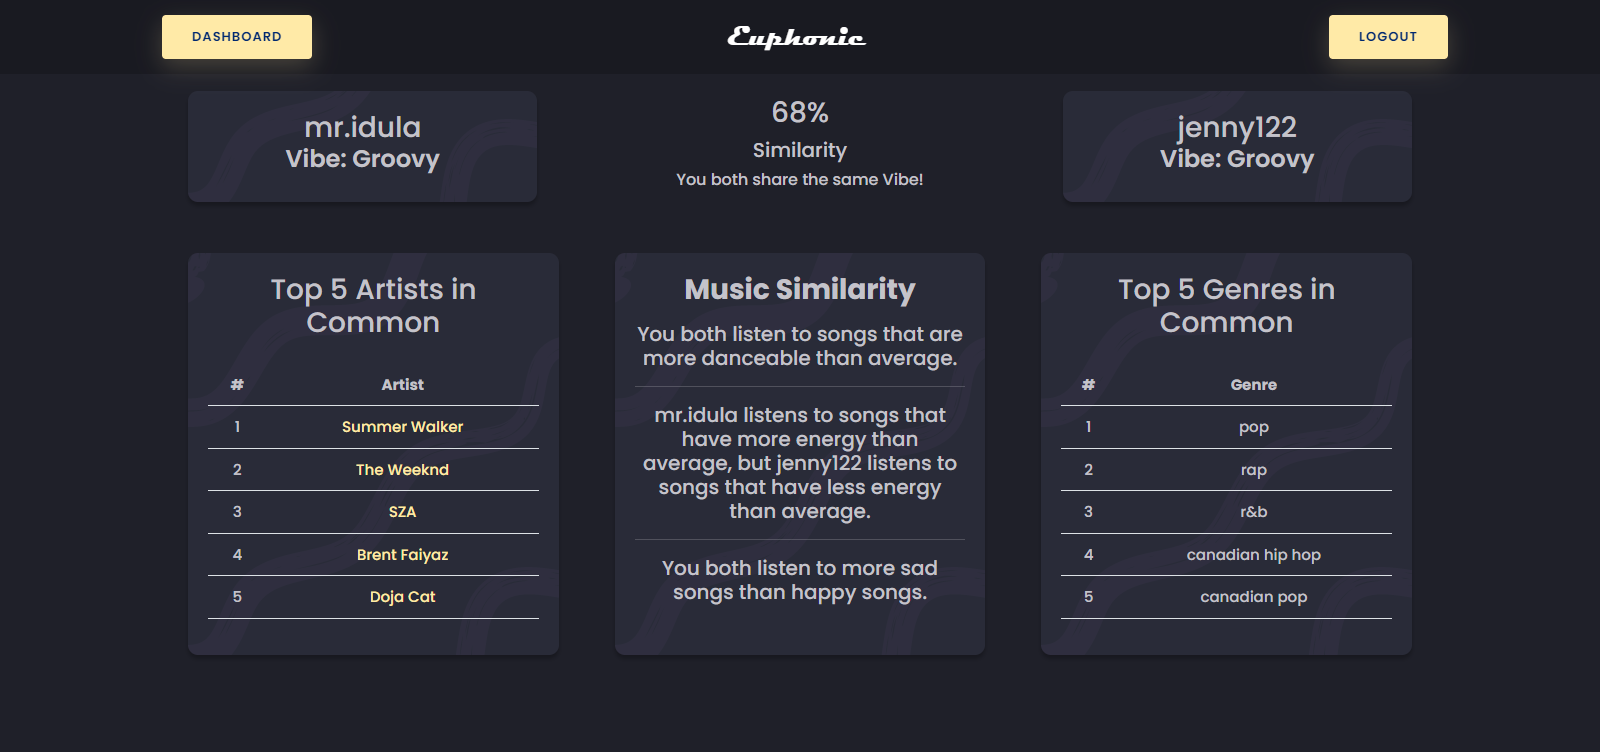 DASHBOARD
Euphonic
LOGOUT
mr.idula
Vibe: Groovy
68%
Similarity
You both share the same Vibe!
jenny122
Vibe: Groovy
Top 5 Artists in
Common
# Artist
1 Summer Walker
2 The Weeknd
3 SZA
4 Brent Faiyaz
5 Doja Cat
Music Similarity
You both listen to songs that are
more danceable than average.
mr.idula listens to songs that
have more energy than
average, but jenny122 listens to
songs that have less energy
than average.
You both listen to more sad
songs than happy songs.
Top 5 Genres in
Common
# Genre
1 pop
2 rap
3 r&b
4 canadian hip hop
5 canadian pop